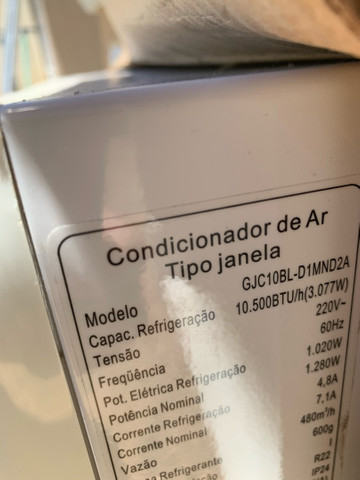 Condicionador de Ar
Tipo janela
Modelo GJC10BL-D1MND2A
Capac. Refrigeração 10.500BTU/h(3.077W)
Tensão 220V~
Freqüência 60Hz
Pot. Elétrica Refrigeração 1.020W
Potência Nominal 1.280W
Corrente Refrigeração 4,8A
Corrente Nominal 7,1A
Vazão 480m³/h
Refrigerante 600g
I
R22
IP24